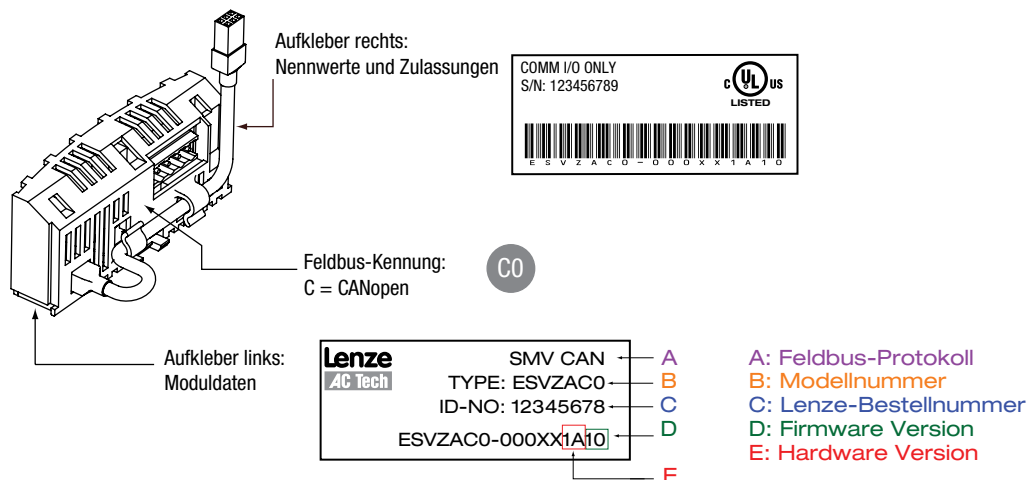 Aufkleber rechts:
Nennwerte und Zulassungen
COMM I/O ONLY
S/N: 123456789
C UL US
LISTED
ESVZAC0-000XX1A10
Feldbus-Kennung:
C = CANopen
C0
Aufkleber links:
Moduldaten
Lenze
AC Tech
SMV CAN
TYPE: ESVZAC0
ID-NO: 12345678
ESVZAC0-000XX1A10
A
B
C
D
E
A: Feldbus-Protokoll
B: Modellnummer
C: Lenze-Bestellnummer
D: Firmware Version
E: Hardware Version